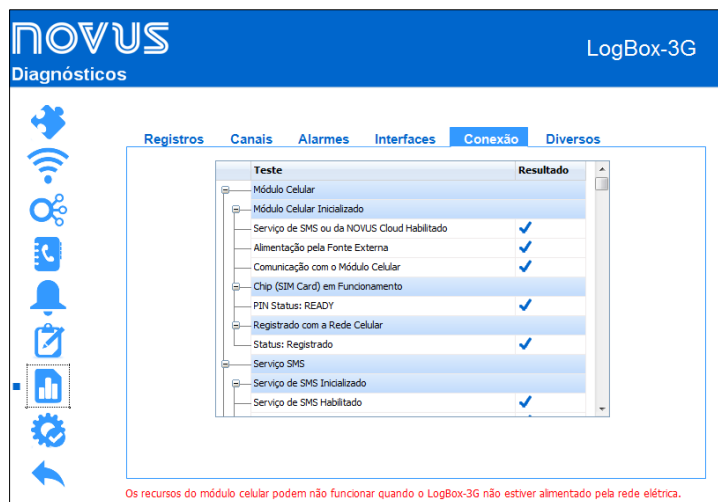 NOVUS
LogBox-3G
Diagnósticos
Registros Canais Alarmes Interfaces Conexão Diversos
Teste Resultado
Módulo Celular
Módulo Celular Inicializado
Serviço de SMS ou da NOVUS Cloud Habilitado
Alimentação pela Fonte Externa
Comunicação com o Módulo Celular
Chip (SIM Card) em Funcionamento
PIN Status: READY
Registrado com a Rede Celular
Status: Registrado
Serviço SMS
Serviço de SMS Inicializado
Serviço de SMS Habilitado
Os recursos do módulo celular podem não funcionar quando o LogBox-3G não estiver alimentado pela rede elétrica.